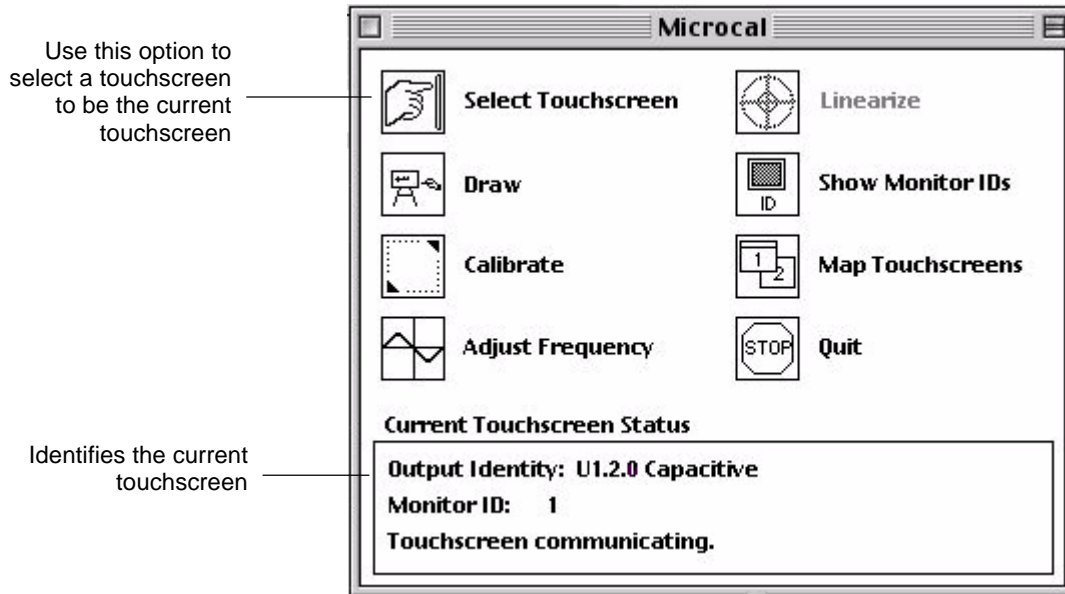 Microcal
Use this option to
select a touchscreen
to be the current
touchscreen
Select Touchscreen
Linearize
Draw
Show Monitor IDs
ID
Calibrate
Map Touchscreens
1
2
Adjust Frequency
Quit
STOP
Current Touchscreen Status
Identifies the current
touchscreen
Output Identity: U1.2.0 Capacitive
Monitor ID: 1
Touchscreen communicating.